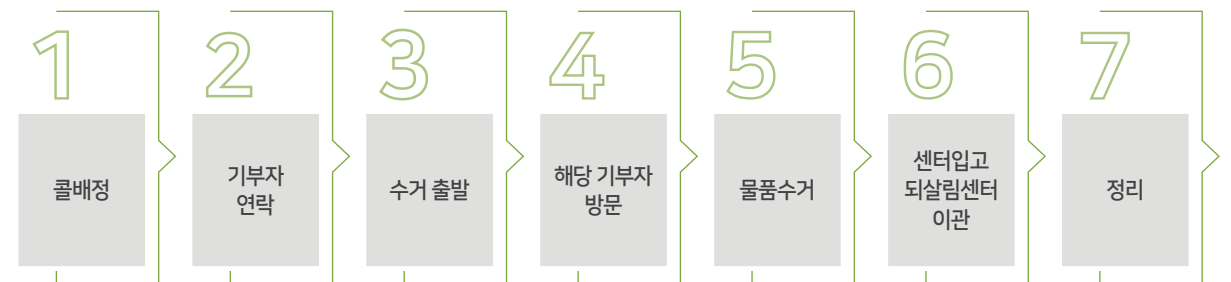 1
콜배정
2
기부자
연락
3
수거 출발
4
해당 기부자
방문
5
물품수거
6
센터입고
되살림센터
이관
7
정리